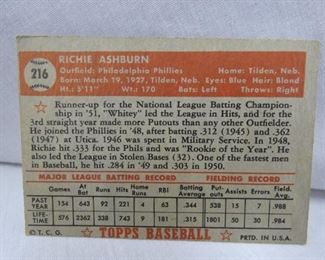 216
RICHIE ASHBURN
Outfield: Philadelphia Phillies Home: Tilden, Neb.
Born: March 19, 1927, Tilden, Neb. Eyes: Blue Hair: Blond
Ht.: 5'11" Wt.: 170 Bats: Left Throws: Right
Runner-up for the National League Batting Champion-
ship in '51, "Whitey" led the League in Hits, and for the
3rd straight year made more Putouts than any other Outfielder.
He joined the Phillies in '48, after batting .312 (1945) and .362
(1947) at Utica. 1946 was spent in Military Service. In 1948,
Richie hit .333 for the Phils and was "Rookie of the Year". He
led the League in Stolen Bases (32). One of the fastest men
in Baseball, he hit .284 in '49 and .303 in 1950.
MAJOR LEAGUE BATTING RECORD FIELDING RECORD
Games At Bat Runs Hits Home Runs RBI Batting Average Put-outs Assists Errors Field. Avg.
PAST YEAR 154 643 92 221 4 63 .344 538 15 7 .988
LIFE-TIME 576 2362 338 739 9 181 .313 1801 50 30 .984
© T. C. G. TOPPS BASEBALL PRTD. IN U.S.A.